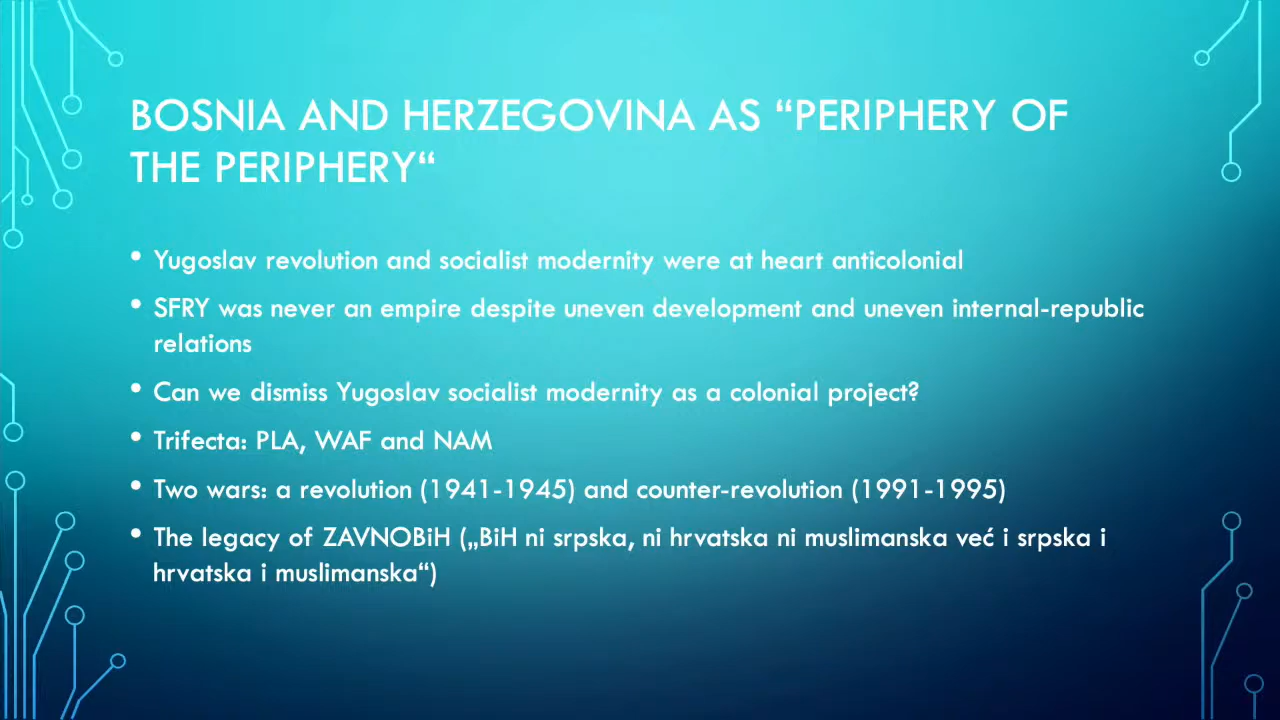 BOSNIA AND HERZEGOVINA AS “PERIPHERY OF
THE PERIPHERY“
• Yugoslav revolution and socialist modernity were at heart anticolonial
• SFRY was never an empire despite uneven development and uneven internal-republic
relations
• Can we dismiss Yugoslav socialist modernity as a colonial project?
• Trifecta: PLA, WAF and NAM
• Two wars: a revolution (1941-1945) and counter-revolution (1991-1995)
• The legacy of ZAVNOBiH („BiH ni srpska, ni hrvatska ni muslimanska već i srpska i
hrvatska i muslimanska“)